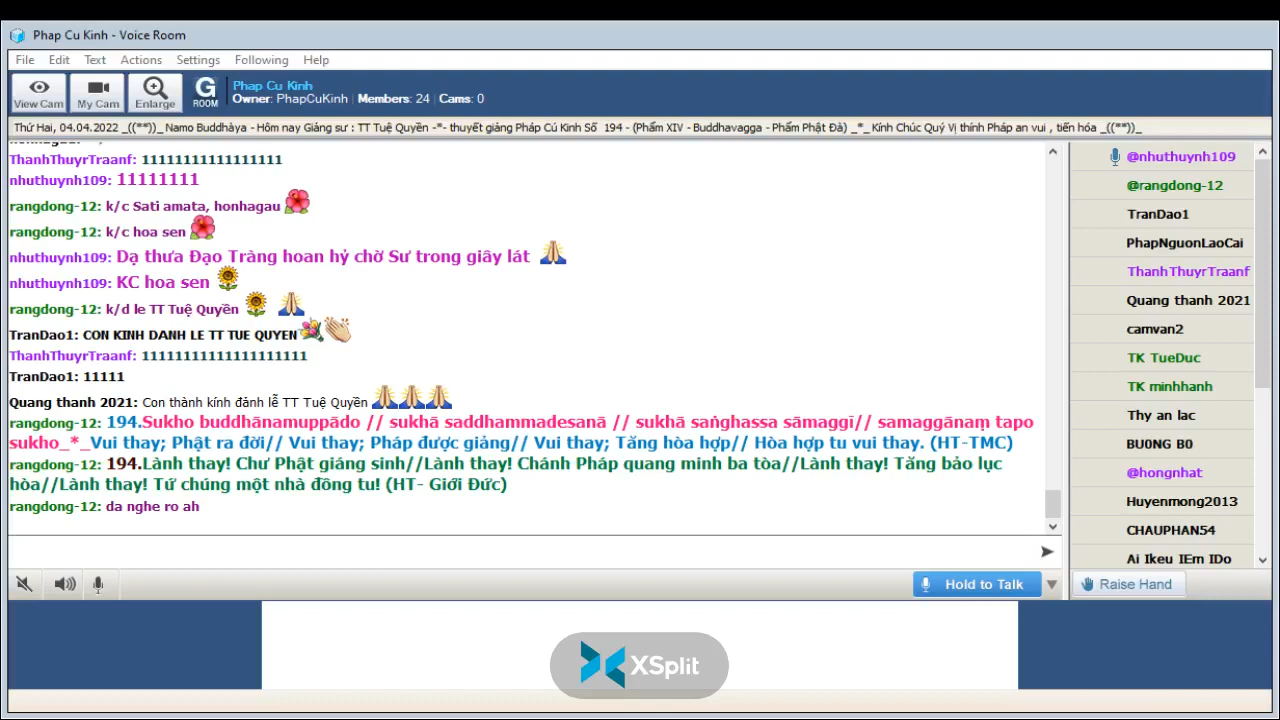 Phap Cu Kinh - Voice Room
File Edit Text Actions Settings Following Help
View Cam My Cam Enlarge G ROOM
Phap Cu Kinh
Owner: PhapCuKinh | Members: 24 | Cams: 0
Thứ Hai, 04.04.2022 _((**))_ Namo Buddhàya - Hôm nay Giảng sư : TT Tuệ Quyền -*- thuyết giảng Pháp Cú Kinh Số 194 - (Phẩm XIV - Buddhavagga - Phẩm Phật Đà) _*_ Kính Chúc Quý Vị thính Pháp an vui , tiến hóa _((**))_
ThanhThuyrTraanf: 11111111111111111
nhuthuynh109: 11111111
rangdong-12: k/c Sati amata, honhagau
rangdong-12: k/c hoa sen
nhuthuynh109: Dạ thưa Đạo Tràng hoan hỷ chờ Sư trong giây lát
nhuthuynh109: KC hoa sen
rangdong-12: k/d le TT Tuệ Quyền
TranDao1: CON KINH DANH LE TT TUE QUYEN
ThanhThuyrTraanf: 11111111111111111111
TranDao1: 11111
Quang thanh 2021: Con thành kính đảnh lễ TT Tuệ Quyền
rangdong-12: 194.Sukho buddhānamuppādo // sukhā saddhammadesanā // sukhā saṅghassa sāmaggī// samaggānaṃ tapo
sukho_*_Vui thay; Phật ra đời// Vui thay; Pháp được giảng// Vui thay; Tăng hòa hợp// Hòa hợp tu vui thay. (HT-TMC)
rangdong-12: 194.Lành thay! Chư Phật giáng sinh//Lành thay! Chánh Pháp quang minh ba tòa//Lành thay! Tăng bảo lục
hòa//Lành thay! Tứ chúng một nhà đồng tu! (HT- Giới Đức)
rangdong-12: da nghe ro ah
@nhuthuynh109
@rangdong-12
TranDao1
PhapNguonLaoCai
ThanhThuyrTraanf
Quang thanh 2021
camvan2
TK TueDuc
TK minhhanh
Thy an lac
BU0NG B0
@hongnhat
Huyenmong2013
CHAUPHAN54
Ai Ikeu IEm IDo
Hold to Talk
Raise Hand
XSplit